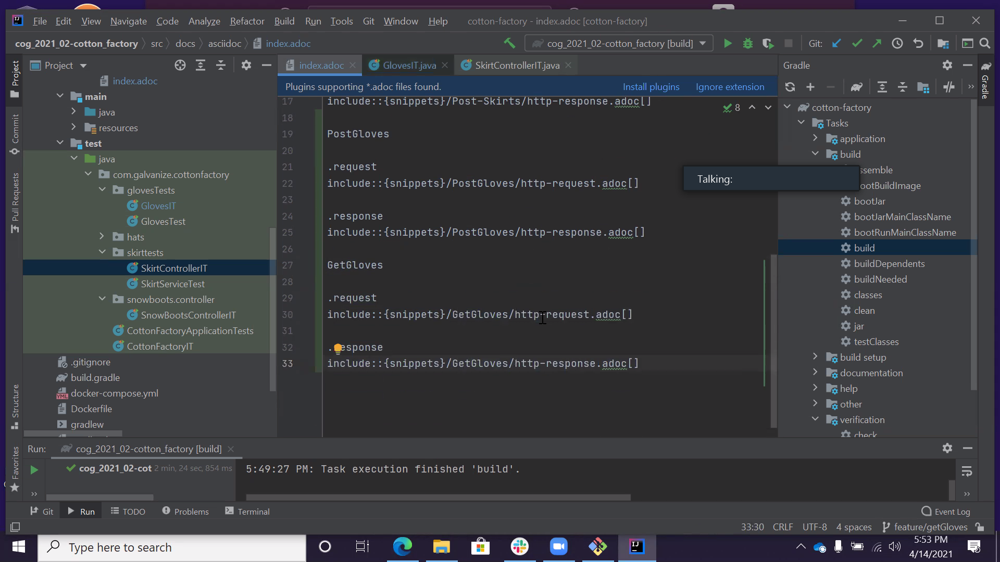 File Edit View Navigate Code Analyze Refactor Build Run Tools Git Window Help cotton-factory - index.adoc [cotton-factory]
cog_2021_02-cotton_factory src docs asciidoc index.adoc cog_2021_02-cotton_factory [build] Git:
Project
index.adoc
main
java
resources
test
java
com.galvanize.cottonfactory
glovesTests
GlovesIT
GlovesTest
hats
skirttests
SkirtControllerIT
SkirtServiceTest
snowboots.controller
SnowBootsControllerIT
CottonFactoryApplicationTests
CottonFactoryIT
.gitignore
build.gradle
docker-compose.yml
Dockerfile
gradlew
Project
Commit
Pull Requests
Structure
Favorites
index.adoc GlovesIT.java SkirtControllerIT.java
Plugins supporting *.adoc files found. Install plugins Ignore extension
8
17 include::{snippets}/Post-Skirts/http-response.adoc[]
18
19 PostGloves
20
21 .request
22 include::{snippets}/PostGloves/http-request.adoc[]
23
24 .response
25 include::{snippets}/PostGloves/http-response.adoc[]
26
27 GetGloves
28
29 .request
30 include::{snippets}/GetGloves/http-request.adoc[]
31
32 .response
33 include::{snippets}/GetGloves/http-response.adoc[]
Talking:
Gradle
Gradle
cotton-factory
Tasks
application
build
ssemble
ootBuildImage
bootJar
bootJarMainClassName
bootRunMainClassName
build
buildDependents
buildNeeded
classes
clean
jar
testClasses
build setup
documentation
help
other
verification
check
Run: cog_2021_02-cotton_factory [build]
cog_2021_02-cot 2 min, 24 sec, 854 ms
5:49:27 PM: Task execution finished 'build'.
Git Run TODO Problems Terminal Event Log
33:30 CRLF UTF-8 4 spaces feature/getGloves
Type here to search
5:53 PM
4/14/2021